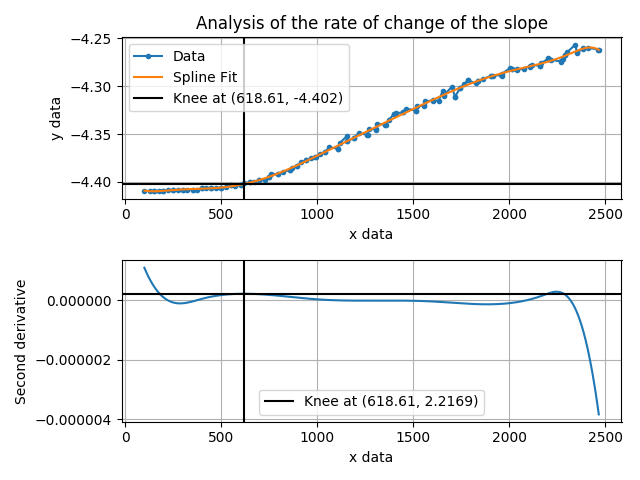 Analysis of the rate of change of the slope
−4.25
−4.30
−4.35
−4.40
y data
Data
Spline Fit
Knee at (618.61, -4.402)
0
500
1000
1500
2000
2500
x data
0.000000
−0.000002
−0.000004
Second derivative
Knee at (618.61, 2.2169)
0
500
1000
1500
2000
2500
x data